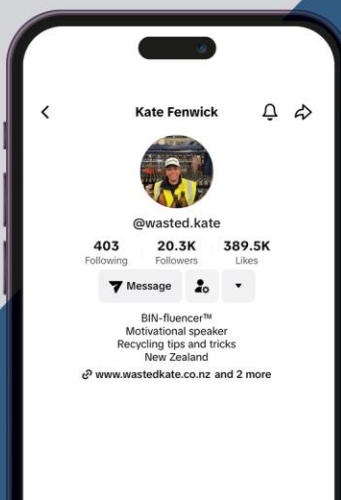 Kate Fenwick
@wasted.kate
403 20.3K 389.5K
Following Followers Likes
Message
BIN-fluencer™
Motivational speaker
Recycling tips and tricks
New Zealand
www.wastedkate.co.nz and 2 more